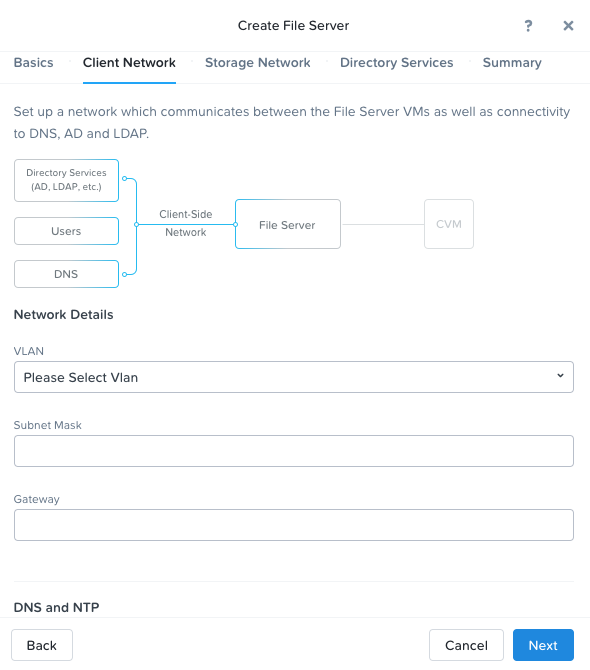 Create File Server
?
Basics
Client Network
Storage Network
Directory Services
Summary
Set up a network which communicates between the File Server VMs as well as connectivity
to DNS, AD and LDAP.
Directory Services
(AD, LDAP, etc.)
Users
DNS
Client-Side
Network
File Server
CVM
Network Details
VLAN
Please Select Vlan
Subnet Mask
Gateway
DNS and NTP
Back
Cancel
Next